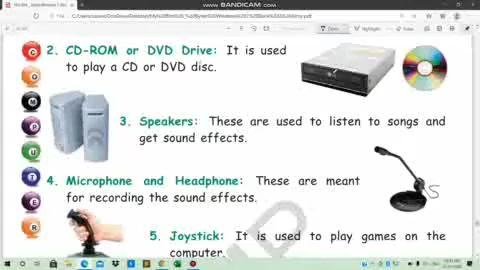 WWW.BANDICAM.COM
2. CD-ROM or DVD Drive: It is used
to play a CD or DVD disc.
3. Speakers: These are used to listen to songs and
get sound effects.
4. Microphone and Headphone: These are meant
for recording the sound effects.
5. Joystick: It is used to play games on the
computer.
C
O
M
P
U
T
E
R